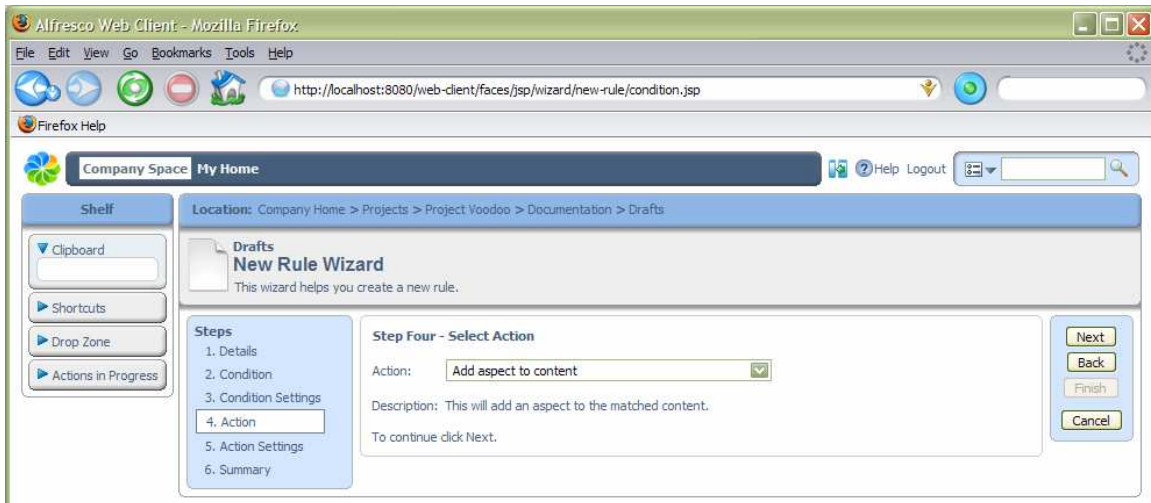 Alfresco Web Client - Mozilla Firefox
File Edit View Go Bookmarks Tools Help
http://localhost:8080/web-client/faces/jsp/wizard/new-rule/condition.jsp
Firefox Help
Company Space My Home Help Logout
Shelf
Location: Company Home > Projects > Project Voodoo > Documentation > Drafts
Clipboard
Shortcuts
Drop Zone
Actions in Progress
Drafts
New Rule Wizard
This wizard helps you create a new rule.
Steps
1. Details
2. Condition
3. Condition Settings
4. Action
5. Action Settings
6. Summary
Step Four - Select Action
Action: Add aspect to content
Description: This will add an aspect to the matched content.
To continue click Next.
Next
Back
Finish
Cancel